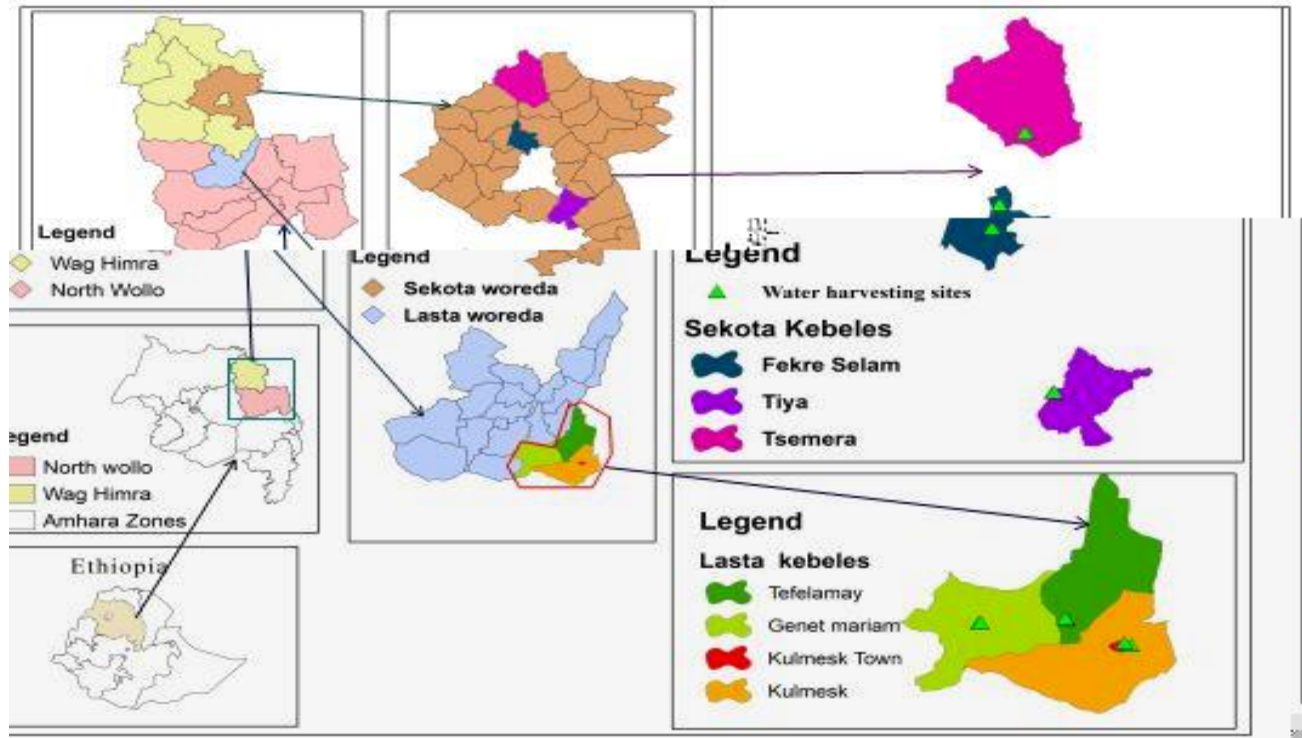 Legend
Wag Himra
North Wollo
Legend
Sekota woreda
Lasta woreda
Legend
Water harvesting sites
Sekota Kebeles
Fekre Selam
Tiya
Tsemera
egend
North wollo
Wag Himra
Amhara Zones
Ethiopia
Legend
Lasta kebeles
Tefelamay
Genet mariam
Kulmesk Town
Kulmesk